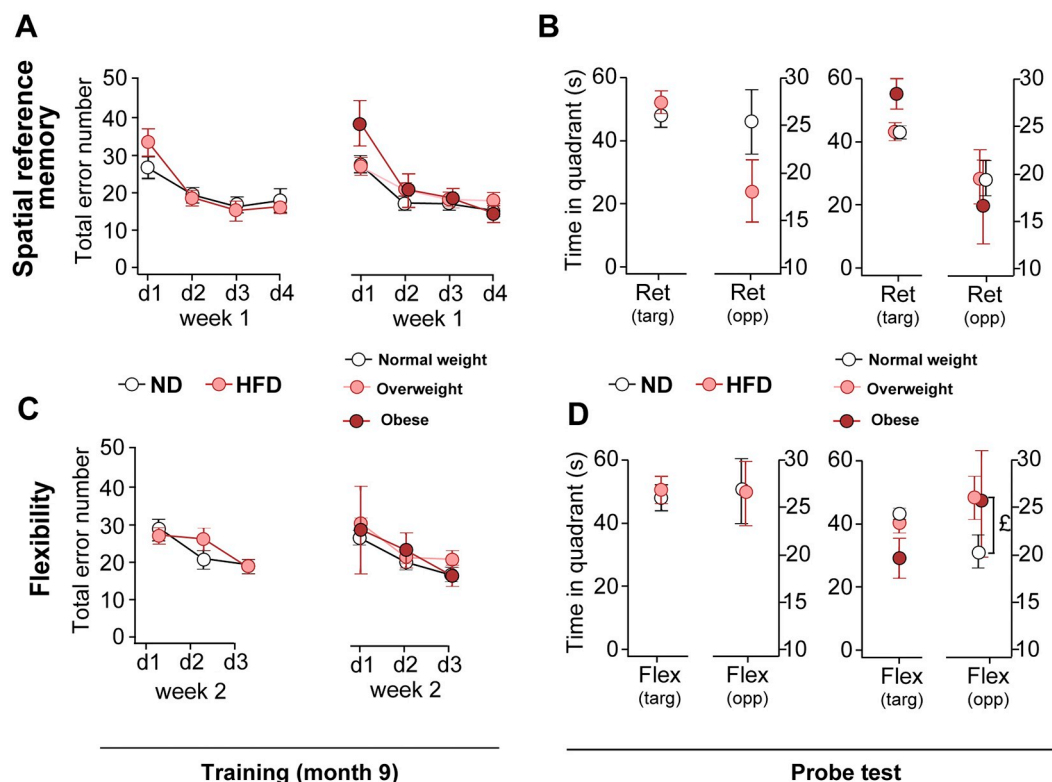 A
B
Spatial reference
memory
Total error number
50
40
30
20
10
0
d1 d2 d3 d4
week 1
d1 d2 d3 d4
week 1
Time in quadrant (s)
60
40
20
0
30
25
20
15
10
Ret
(targ)
Ret
(opp)
60
40
20
0
30
25
20
15
10
Ret
(targ)
Ret
(opp)
ND HFD
Normal weight
Overweight
Obese
ND HFD
Normal weight
Overweight
Obese
C
D
Flexibility
Total error number
50
40
30
20
10
0
d1 d2 d3
week 2
d1 d2 d3
week 2
Time in quadrant (s)
60
40
20
0
30
25
20
15
10
Flex
(targ)
Flex
(opp)
60
40
20
0
30
25
20
15
10
£
Flex
(targ)
Flex
(opp)
Training (month 9)
Probe test